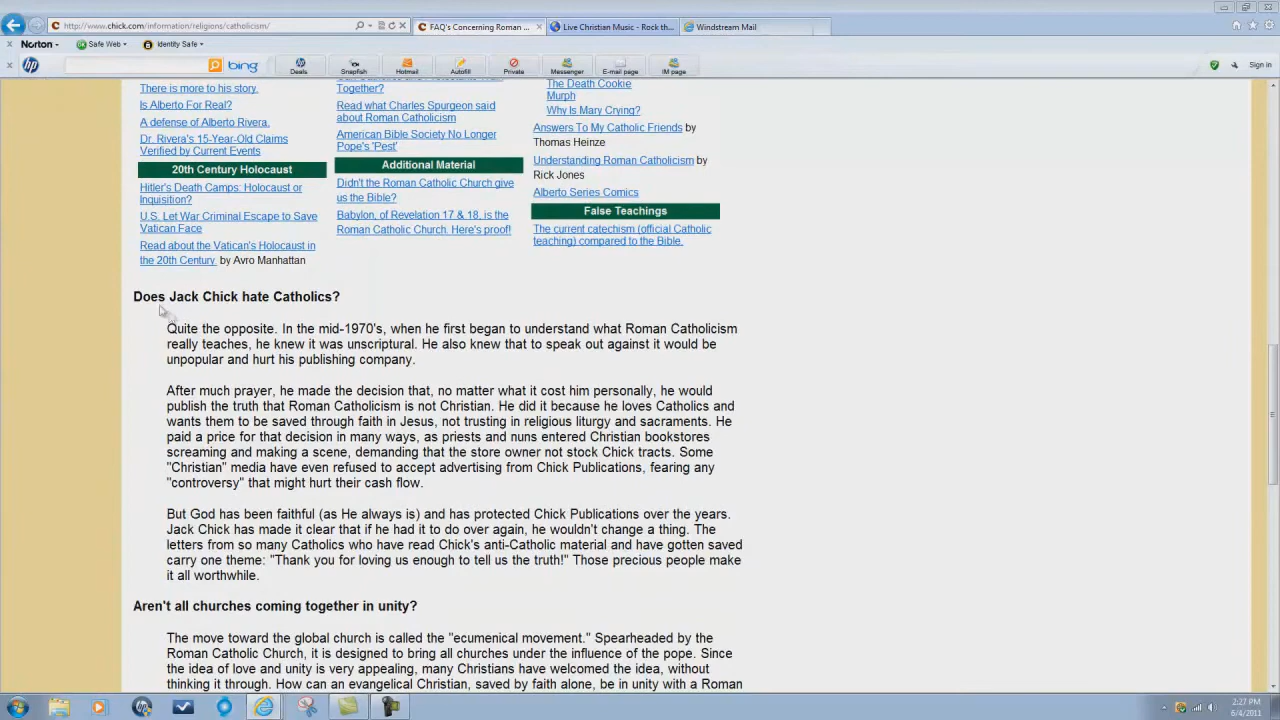 http://www.chick.com/information/religions/catholicism/
FAQ's Concerning Roman ...
Live Christian Music - Rock th...
Windstream Mail
Norton
Safe Web
Identity Safe
bing
Deals
Snapfish
Hotmail
Autofill
Private
Messenger
E-mail page
IM page
Sign in
There is more to his story.
Is Alberto For Real?
A defense of Alberto Rivera.
Dr. Rivera's 15-Year-Old Claims
Verified by Current Events
20th Century Holocaust
Hitler's Death Camps: Holocaust or
Inquisition?
U.S. Let War Criminal Escape to Save
Vatican Face
Read about the Vatican's Holocaust in
the 20th Century. by Avro Manhattan
Together?
Read what Charles Spurgeon said
about Roman Catholicism
American Bible Society No Longer
Pope's 'Pest'
Additional Material
Didn't the Roman Catholic Church give
us the Bible?
Babylon, of Revelation 17 & 18, is the
Roman Catholic Church. Here's proof!
The Death Cookie
Murph
Why Is Mary Crying?
Answers To My Catholic Friends by
Thomas Heinze
Understanding Roman Catholicism by
Rick Jones
Alberto Series Comics
False Teachings
The current catechism (official Catholic
teaching) compared to the Bible.
Does Jack Chick hate Catholics?
Quite the opposite. In the mid-1970's, when he first began to understand what Roman Catholicism
really teaches, he knew it was unscriptural. He also knew that to speak out against it would be
unpopular and hurt his publishing company.
After much prayer, he made the decision that, no matter what it cost him personally, he would
publish the truth that Roman Catholicism is not Christian. He did it because he loves Catholics and
wants them to be saved through faith in Jesus, not trusting in religious liturgy and sacraments. He
paid a price for that decision in many ways, as priests and nuns entered Christian bookstores
screaming and making a scene, demanding that the store owner not stock Chick tracts. Some
"Christian" media have even refused to accept advertising from Chick Publications, fearing any
"controversy" that might hurt their cash flow.
But God has been faithful (as He always is) and has protected Chick Publications over the years.
Jack Chick has made it clear that if he had it to do over again, he wouldn't change a thing. The
letters from so many Catholics who have read Chick's anti-Catholic material and have gotten saved
carry one theme: "Thank you for loving us enough to tell us the truth!" Those precious people make
it all worthwhile.
Aren't all churches coming together in unity?
The move toward the global church is called the "ecumenical movement." Spearheaded by the
Roman Catholic Church, it is designed to bring all churches under the influence of the pope. Since
the idea of love and unity is very appealing, many Christians have welcomed the idea, without
thinking it through. How can an evangelical Christian, saved by faith alone, be in unity with a Roman
2:27 PM
6/4/2011